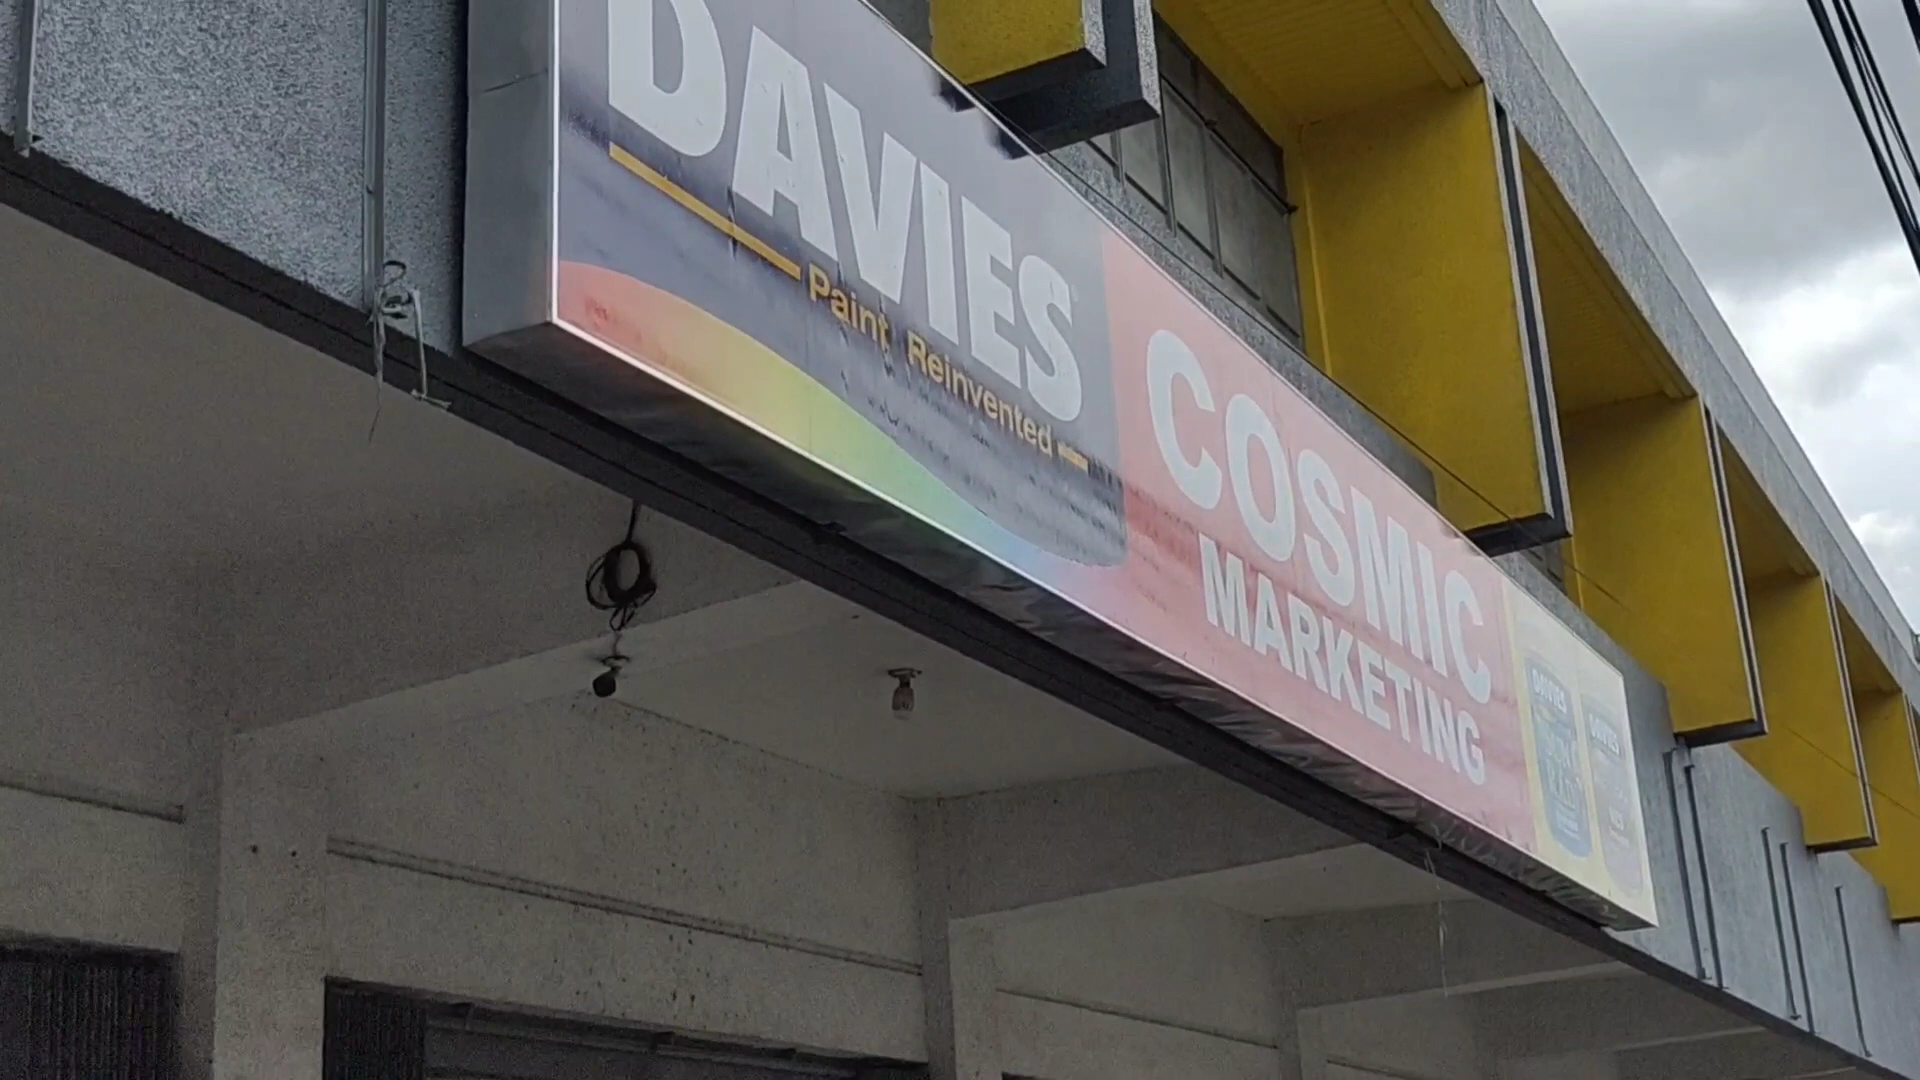 DAVIES
Paint Reinvented
COSMIC
MARKETING
DAVIES
DAVIES